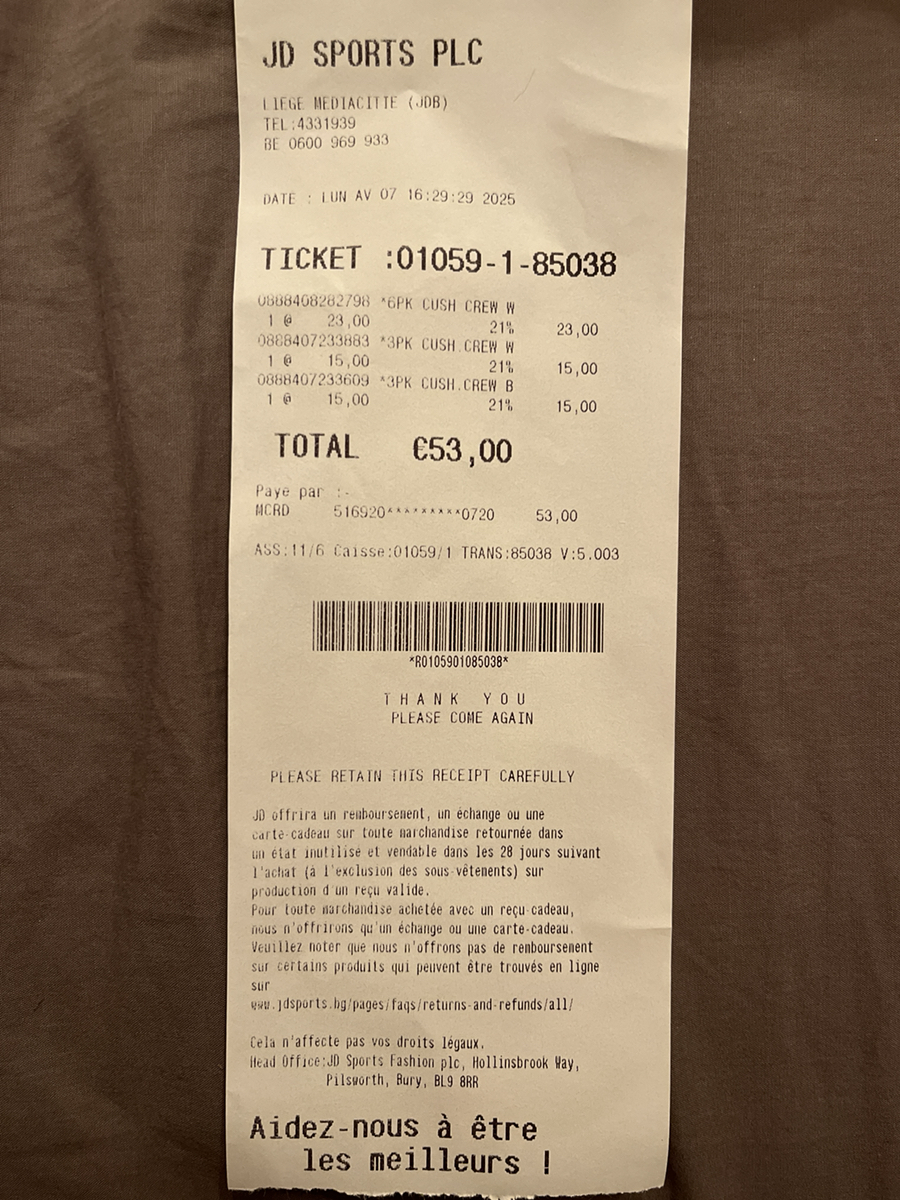 JD SPORTS PLC
LIEGE MEDIACITTE (JDB)
TEL:4331939
BE 0600 969 933
DATE : LUN AV 07 16:29:29 2025
TICKET :01059-1-85038
0888408282798 *6PK CUSH CREW W
1 @ 23,00 21% 23,00
0888407233883 *3PK CUSH.CREW W
1 @ 15,00 21% 15,00
0888407233609 *3PK CUSH.CREW B
1 @ 15,00 21% 15,00
TOTAL €53,00
Paye par :-
MCRD 516920*********0720 53,00
ASS:11/6 Caisse:01059/1 TRANS:85038 V:5.003
*R0105901085038*
THANK YOU
PLEASE COME AGAIN
PLEASE RETAIN THIS RECEIPT CAREFULLY
JD offrira un remboursement, un échange ou une
carte-cadeau sur toute marchandise retournée dans
un état inutilisé et vendable dans les 28 jours suivant
l'achat (à l'exclusion des sous-vêtements) sur
production d'un reçu valide.
Pour toute marchandise achetée avec un reçu-cadeau,
nous n'offrirons qu'un échange ou une carte-cadeau.
Veuillez noter que nous n'offrons pas de remboursement
sur certains produits qui peuvent être trouvés en ligne
sur
www.jdsports.bg/pages/faqs/returns-and-refunds/all/
Cela n'affecte pas vos droits légaux.
Head Office:JD Sports Fashion plc, Hollinsbrook Way,
Pilsworth, Bury, BL9 8RR
Aidez-nous à être
les meilleurs !